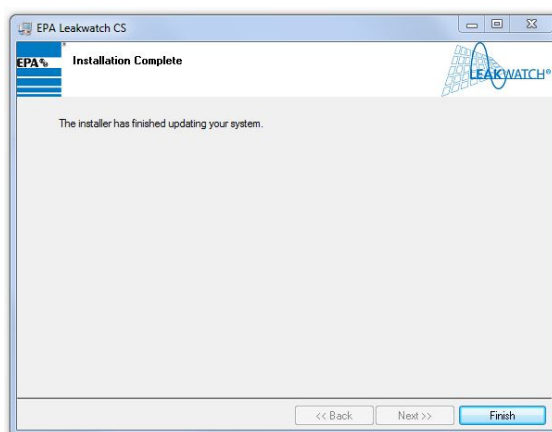 EPA Leakwatch CS
EPA%
Installation Complete
LEAKWATCH®
The installer has finished updating your system.
<< Back
Next >>
Finish